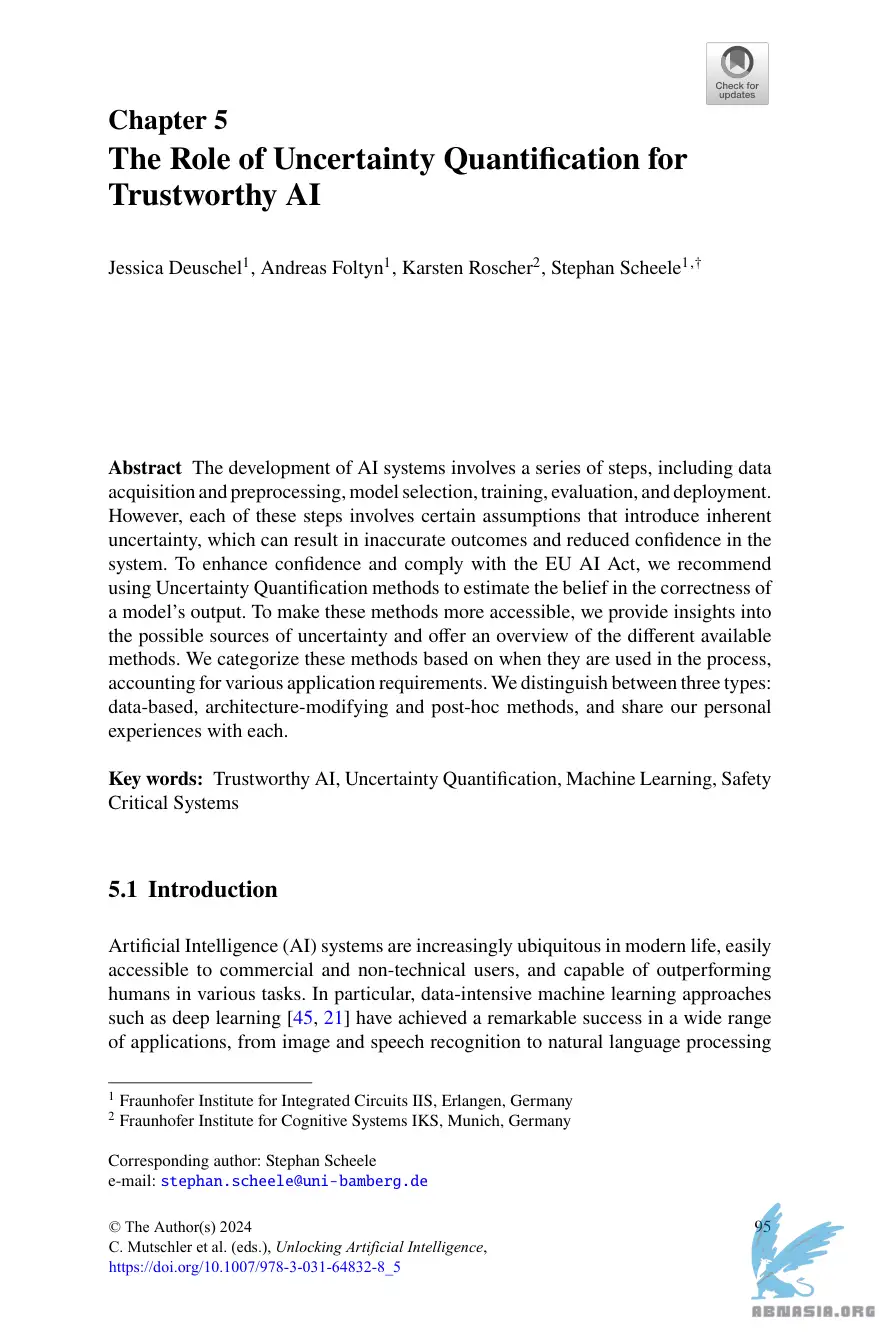 Check for
updates
Chapter 5
The Role of Uncertainty Quantification for
Trustworthy AI
Jessica Deuschel1, Andreas Foltyn1, Karsten Roscher2, Stephan Scheele1,†
Abstract The development of AI systems involves a series of steps, including data
acquisition and preprocessing, model selection, training, evaluation, and deployment.
However, each of these steps involves certain assumptions that introduce inherent
uncertainty, which can result in inaccurate outcomes and reduced confidence in the
system. To enhance confidence and comply with the EU AI Act, we recommend
using Uncertainty Quantification methods to estimate the belief in the correctness of
a model's output. To make these methods more accessible, we provide insights into
the possible sources of uncertainty and offer an overview of the different available
methods. We categorize these methods based on when they are used in the process,
accounting for various application requirements. We distinguish between three types:
data-based, architecture-modifying and post-hoc methods, and share our personal
experiences with each.
Key words: Trustworthy AI, Uncertainty Quantification, Machine Learning, Safety
Critical Systems
5.1 Introduction
Artificial Intelligence (AI) systems are increasingly ubiquitous in modern life, easily
accessible to commercial and non-technical users, and capable of outperforming
humans in various tasks. In particular, data-intensive machine learning approaches
such as deep learning [45, 21] have achieved a remarkable success in a wide range
of applications, from image and speech recognition to natural language processing
1 Fraunhofer Institute for Integrated Circuits IIS, Erlangen, Germany
2 Fraunhofer Institute for Cognitive Systems IKS, Munich, Germany
Corresponding author: Stephan Scheele
e-mail: stephan.scheele@uni-bamberg.de
© The Author(s) 2024
95
C. Mutschler et al. (eds.), Unlocking Artificial Intelligence,
https://doi.org/10.1007/978-3-031-64832-8_5
ABNASIA.ORG